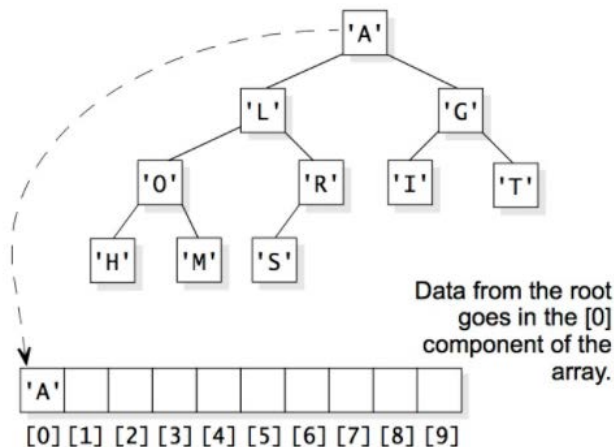 'A'
'L' 'G'
'O' 'R' 'I' 'T'
'H' 'M' 'S'
Data from the root
goes in the [0]
component of the
array.
'A'
[0] [1] [2] [3] [4] [5] [6] [7] [8] [9]